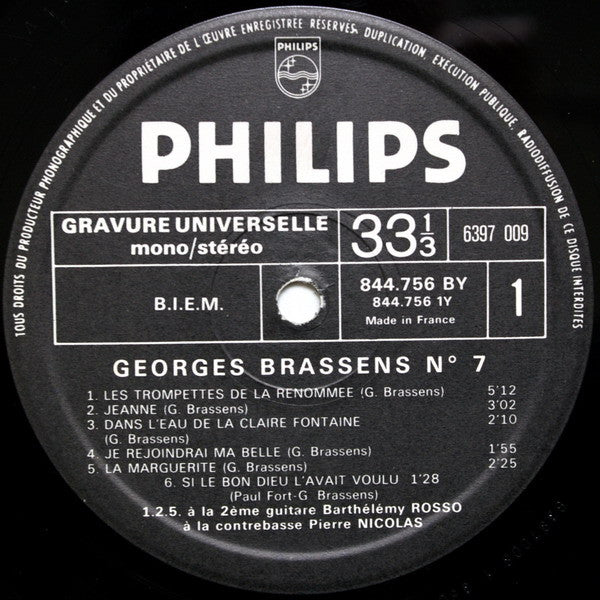 TOUS DROITS DU PRODUCTEUR PHONOGRAPHIQUE ET DU PROPRIÉTAIRE DE L'ŒUVRE ENREGISTREE RÉSERVÉS, DUPLICATION, EXECUTION PUBLIQUE, RADIODIFFUSION DE CE DISQUE INTERDITES
PHILIPS
PHILIPS
GRAVURE UNIVERSELLE
mono/stéréo
33 1/3
6397 009
B.I.E.M.
844.756 BY
844.756 1Y
Made in France
1
GEORGES BRASSENS N° 7
1. LES TROMPETTES DE LA RENOMMEE (G. Brassens) 5'12
2. JEANNE (G. Brassens) 3'02
3. DANS L'EAU DE LA CLAIRE FONTAINE 2'10
(G. Brassens)
4. JE REJOINDRAI MA BELLE (G. Brassens) 1'55
5. LA MARGUERITE (G. Brassens) 2'25
6. SI LE BON DIEU L'AVAIT VOULU 1'28
(Paul Fort-G Brassens)
1.2.5. à la 2ème guitare Barthélémy ROSSO
à la contrebasse Pierre NICOLAS